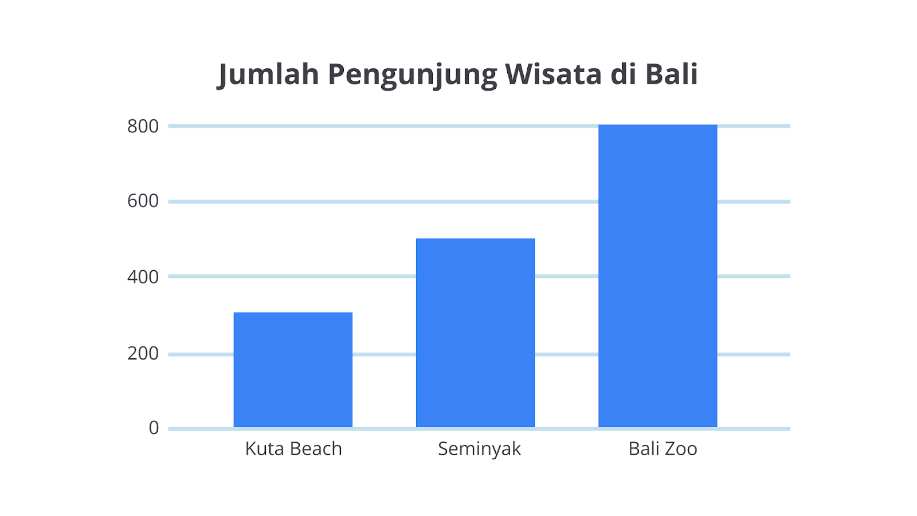 Jumlah Pengunjung Wisata di Bali
800
600
400
200
0
Kuta Beach
Seminyak
Bali Zoo